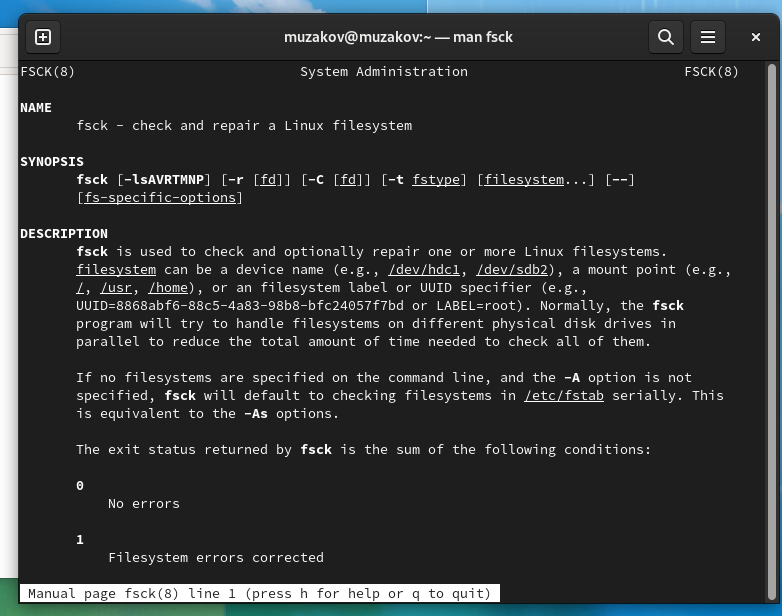 muzakov@muzakov:~ — man fsck
FSCK(8) System Administration FSCK(8)
NAME
fsck - check and repair a Linux filesystem
SYNOPSIS
fsck [-lsAVRTMNP] [-r [fd]] [-C [fd]] [-t fstype] [filesystem...] [--]
[fs-specific-options]
DESCRIPTION
fsck is used to check and optionally repair one or more Linux filesystems.
filesystem can be a device name (e.g., /dev/hdc1, /dev/sdb2), a mount point (e.g.,
/, /usr, /home), or an filesystem label or UUID specifier (e.g.,
UUID=8868abf6-88c5-4a83-98b8-bfc24057f7bd or LABEL=root). Normally, the fsck
program will try to handle filesystems on different physical disk drives in
parallel to reduce the total amount of time needed to check all of them.
If no filesystems are specified on the command line, and the -A option is not
specified, fsck will default to checking filesystems in /etc/fstab serially. This
is equivalent to the -As options.
The exit status returned by fsck is the sum of the following conditions:
0
No errors
1
Filesystem errors corrected
Manual page fsck(8) line 1 (press h for help or q to quit)